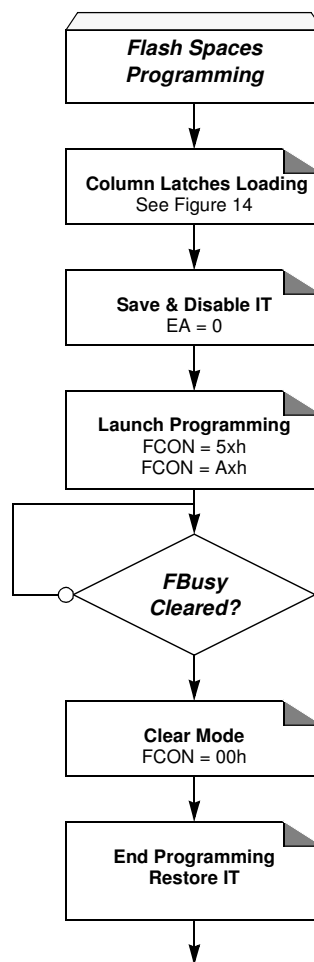 Flash Spaces
Programming
Column Latches Loading
See Figure 14
Save & Disable IT
EA = 0
Launch Programming
FCON = 5xh
FCON = Axh
FBusy
Cleared?
Clear Mode
FCON = 00h
End Programming
Restore IT